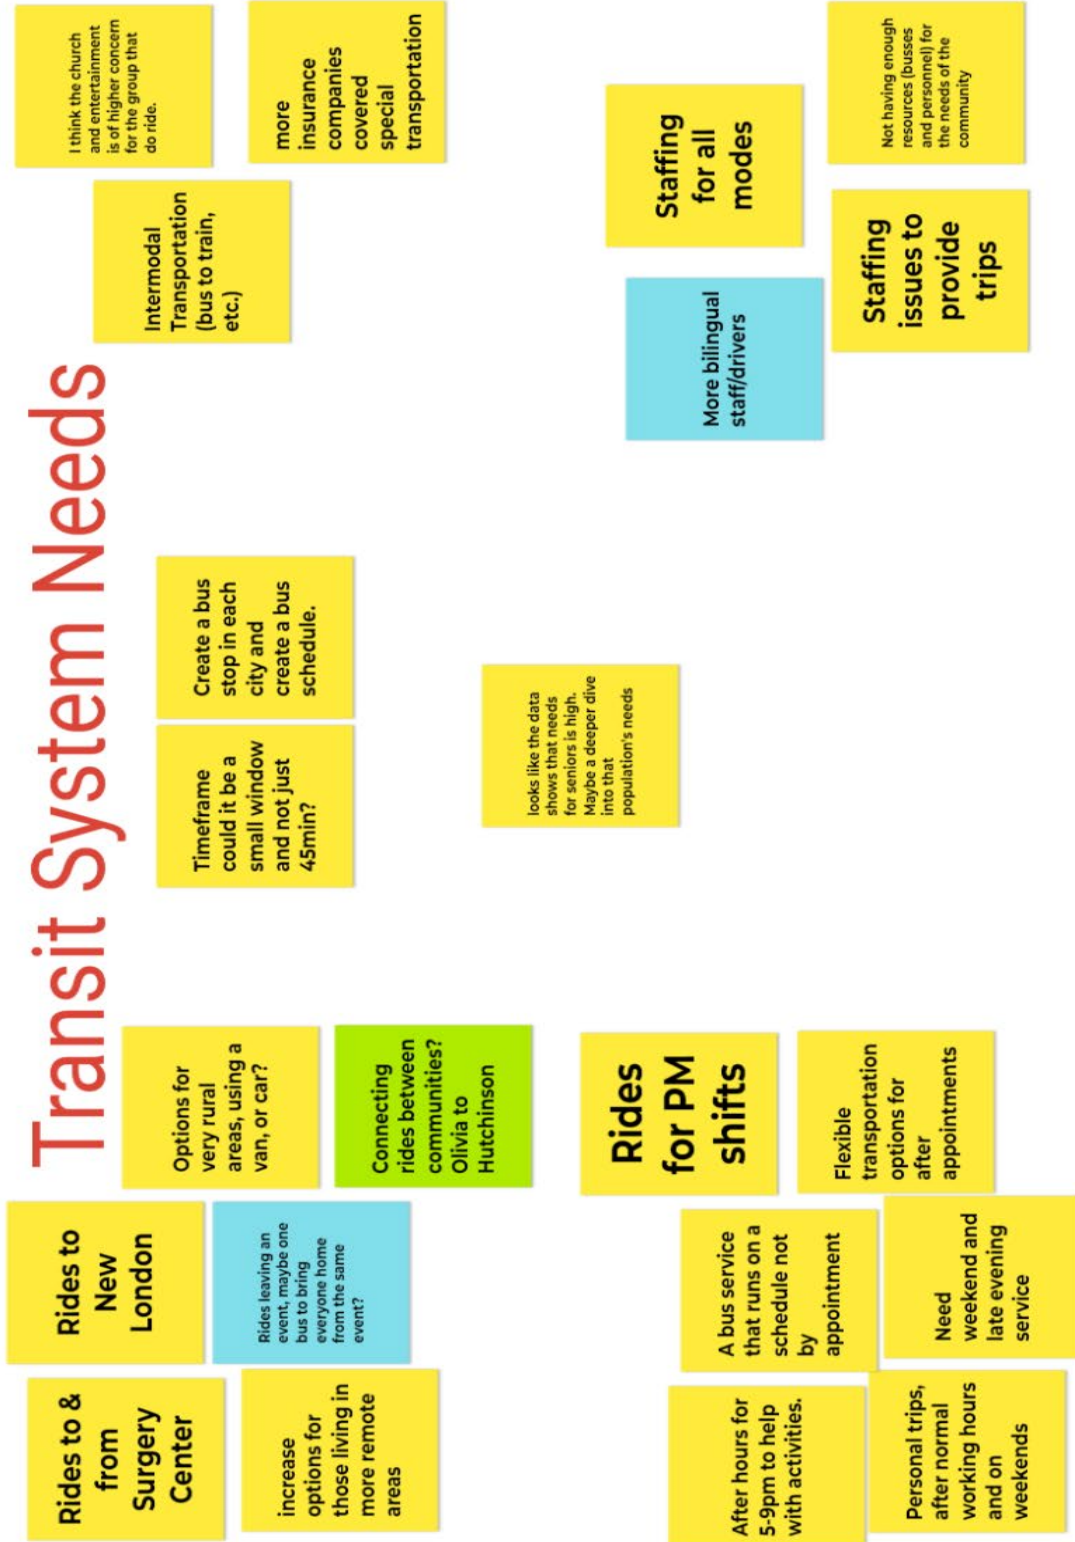 Transit System Needs
Rides to &
from
Surgery
Center
Rides to
New
London
Options for
very rural
areas, using a
van, or car?
increase
options for
those living in
more remote
areas
Rides leaving an
event, maybe one
bus to bring
everyone home
from the same
event?
Connecting
rides between
communities?
Olivia to
Hutchinson
Timeframe
could it be a
small window
and not just
45min?
Create a bus
stop in each
city and
create a bus
schedule.
looks like the data
shows that needs
for seniors is high.
Maybe a deeper dive
into that
population's needs
Intermodal
Transportation
(bus to train,
etc.)
I think the church
and entertainment
is of higher concern
for the group that
do ride.
more
insurance
companies
covered
special
transportation
After hours for
5-9pm to help
with activities.
A bus service
that runs on a
schedule not
by
appointment
Rides
for PM
shifts
Personal trips,
after normal
working hours
and on
weekends
Need
weekend and
late evening
service
Flexible
transportation
options for
after
appointments
More bilingual
staff/drivers
Staffing
for all
modes
Staffing
issues to
provide
trips
Not having enough
resources (busses
and personnel) for
the needs of the
community